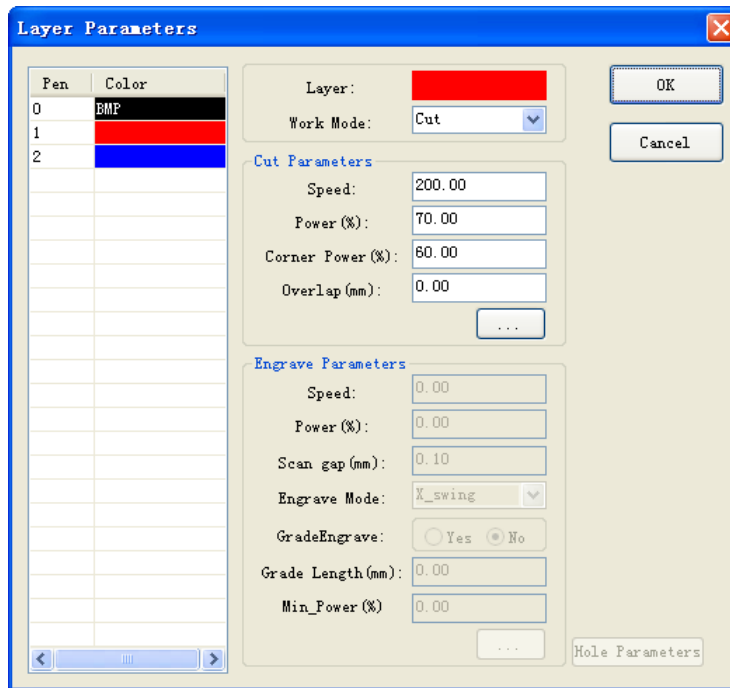 Layer Parameters
Pen Color
0 BMP
1
2
Layer:
Work Mode: Cut
OK
Cancel
Cut Parameters
Speed: 200.00
Power(%): 70.00
Corner Power(%): 60.00
Overlap(mm): 0.00
...
Engrave Parameters
Speed: 0.00
Power(%): 0.00
Scan gap(mm): 0.10
Engrave Mode: X_swing
GradeEngrave: Yes No
Grade Length(mm): 0.00
Min_Power(%) 0.00
...
Hole Parameters